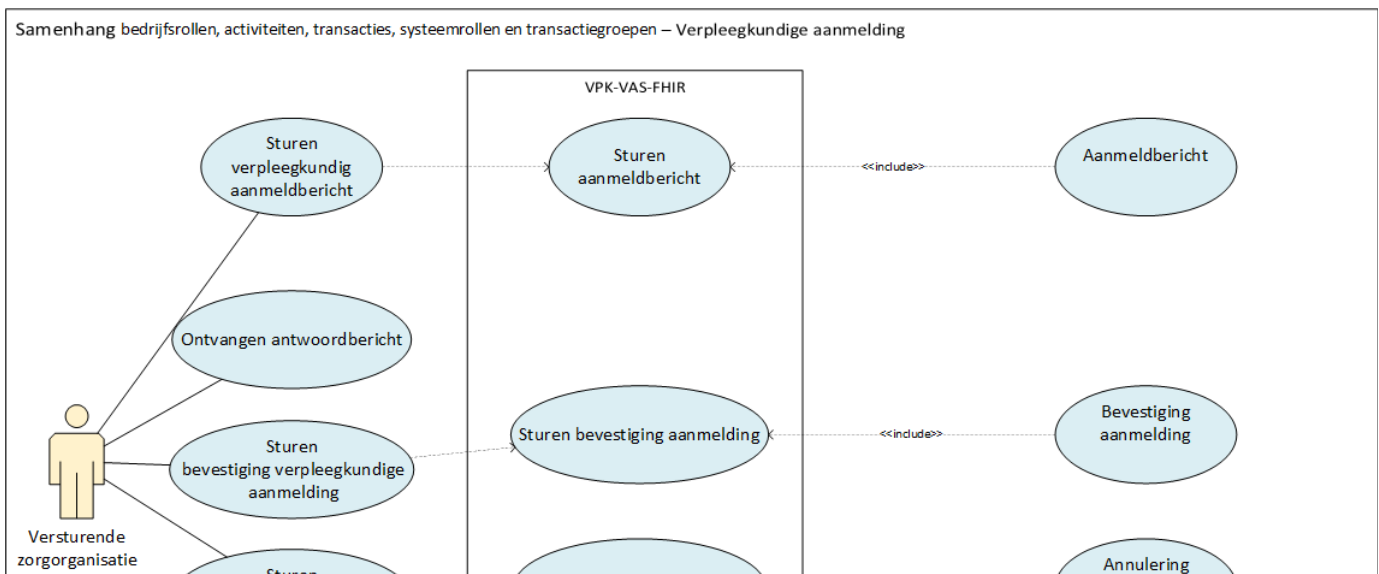 Samenhang bedrijfsrollen, activiteiten, transacties, systeemrollen en transactiegroepen – Verpleegkundige aanmelding
VPK-VAS-FHIR
Sturen
verpleegkundig
aanmeldbericht
Sturen
aanmeldbericht
<<include>>
Aanmeldbericht
Ontvangen antwoordbericht
Sturen
bevestiging verpleegkundige
aanmelding
Sturen bevestiging aanmelding
<<include>>
Bevestiging
aanmelding
Versturende
zorgorganisatie
Sturen
Annulering